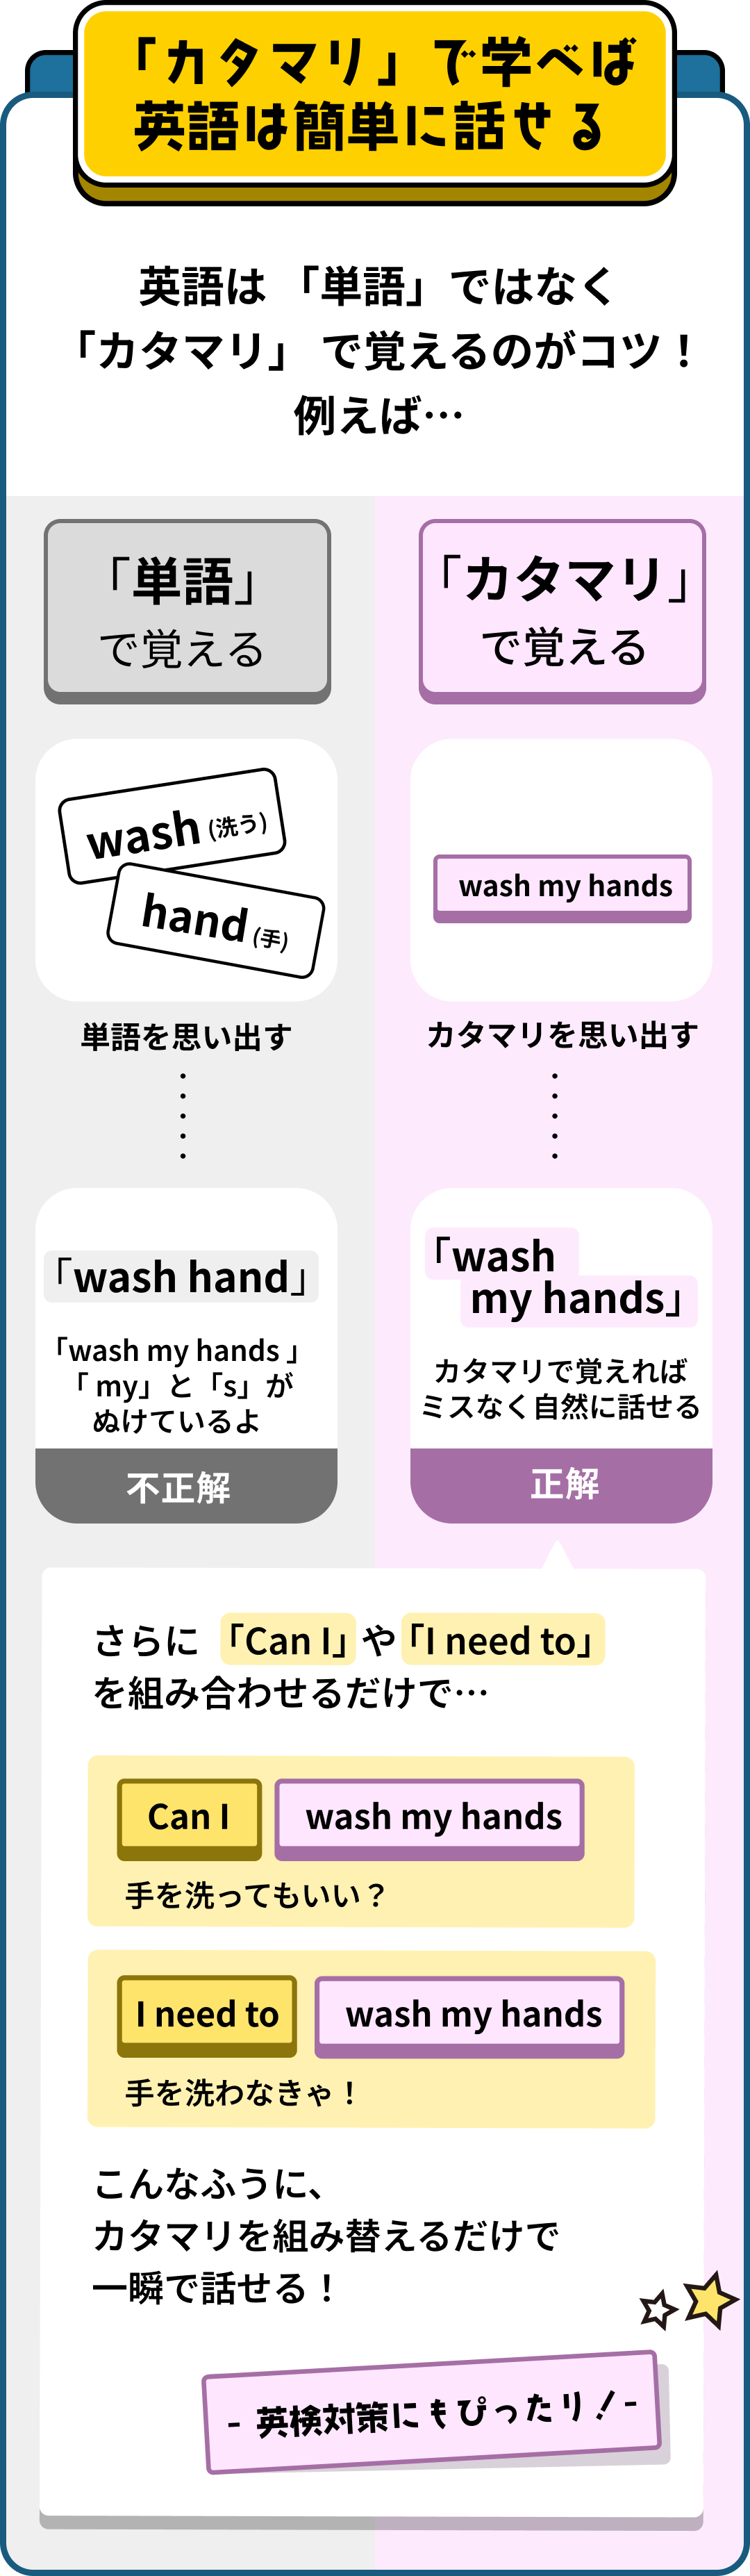 「カタマリ」で学べば
英語は簡単に話せる
英語は「単語」ではなく
「カタマリ」で覚えるのがコツ！
例えば…
「単語」
で覚える
wash (洗う)
hand (手)
単語を思い出す
「wash hand」
「wash my hands 」
「 my」と「s」が
ぬけているよ
不正解
「カタマリ」
で覚える
wash my hands
カタマリを思い出す
「wash
my hands」
カタマリで覚えれば
ミスなく自然に話せる
正解
さらに「Can I」や「I need to」
を組み合わせるだけで…
Can I wash my hands
手を洗ってもいい？
I need to wash my hands
手を洗わなきゃ！
こんなふうに、
カタマリを組み替えるだけで
一瞬で話せる！
- 英検対策にもぴったり！-